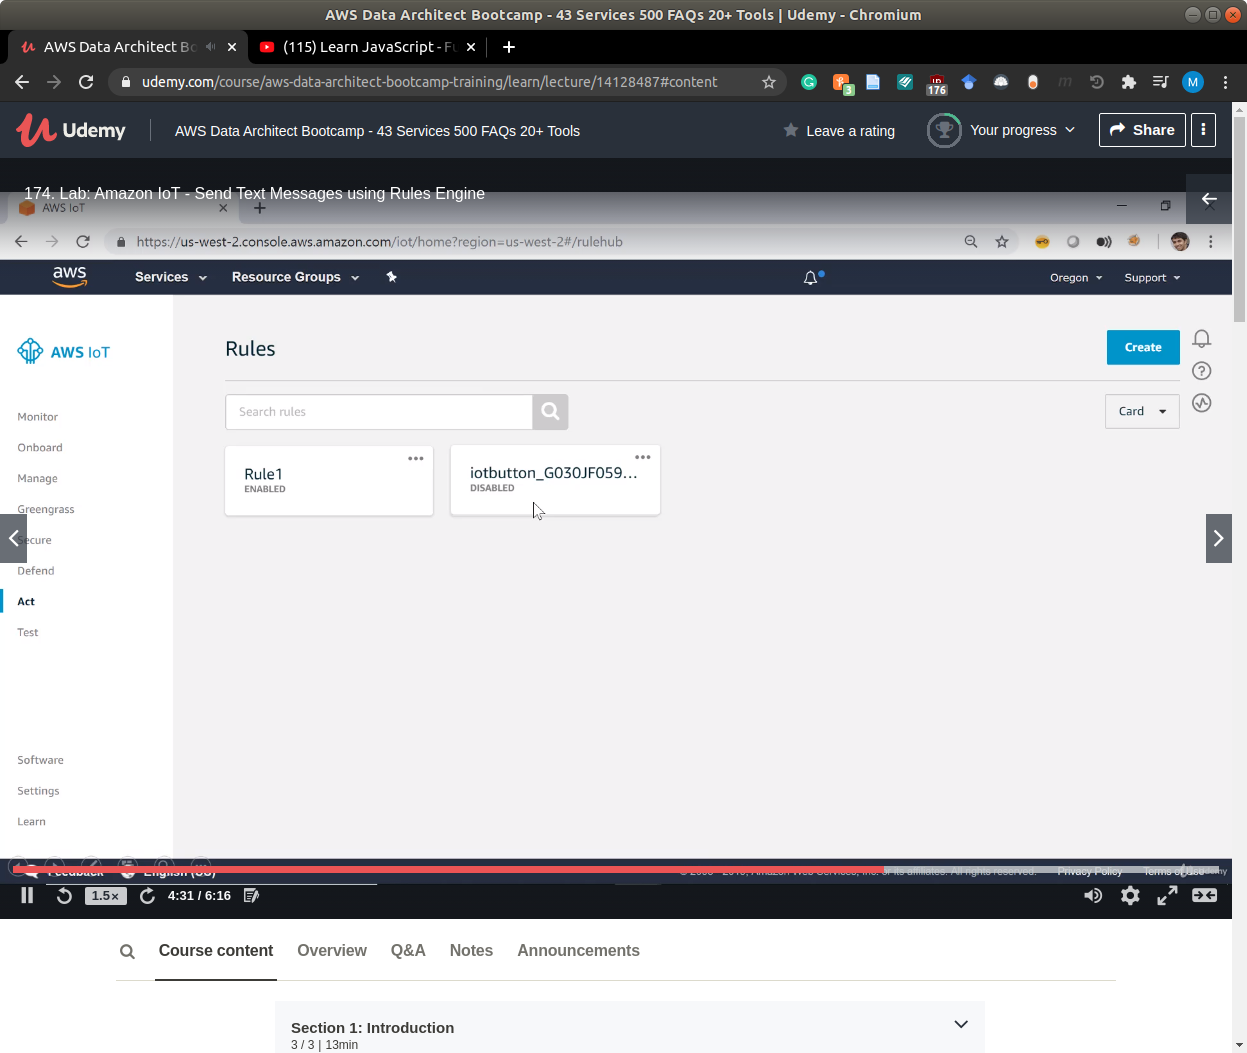 AWS Data Architect Bootcamp - 43 Services 500 FAQs 20+ Tools | Udemy - Chromium
AWS Data Architect Bo
(115) Learn JavaScript - Fu
udemy.com/course/aws-data-architect-bootcamp-training/learn/lecture/14128487#content
3
176
M
Udemy
AWS Data Architect Bootcamp - 43 Services 500 FAQs 20+ Tools
Leave a rating
Your progress
Share
174. Lab: Amazon IoT - Send Text Messages using Rules Engine
AWS IoT
https://us-west-2.console.aws.amazon.com/iot/home?region=us-west-2#/rulehub
aws
Services
Resource Groups
Oregon
Support
AWS IoT
Rules
Create
Search rules
Card
Monitor
Onboard
Manage
Greengrass
Secure
Defend
Act
Test
Rule1
ENABLED
iotbutton_G030JF059...
DISABLED
Software
Settings
Learn
Feedback
English (US)
Privacy Policy
Terms of Use
1.5×
4:31 / 6:16
Course content
Overview
Q&A
Notes
Announcements
Section 1: Introduction
3 / 3 | 13min